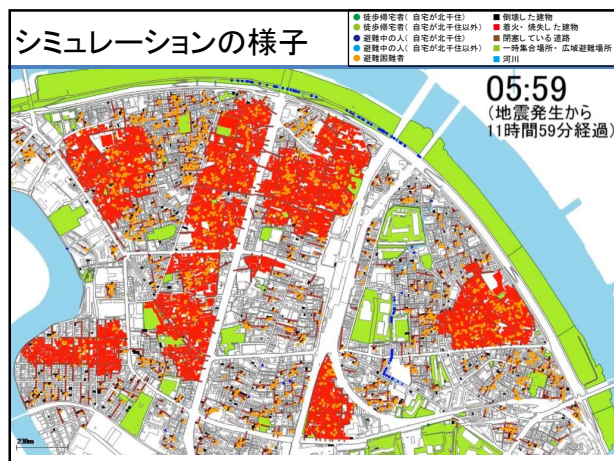 シミュレーションの様子
●徒歩帰宅者( 自宅が北千住)
●徒歩帰宅者( 自宅が北千住以外)
●避難中の人( 自宅が北千住)
●避難中の人( 自宅が北千住以外)
●避難困難者
■倒壊した建物
■着火・焼失した建物
■閉塞している道路
■一時集合場所・広域避難場所
■河川
05:59
(地震発生から
11時間59分経過)